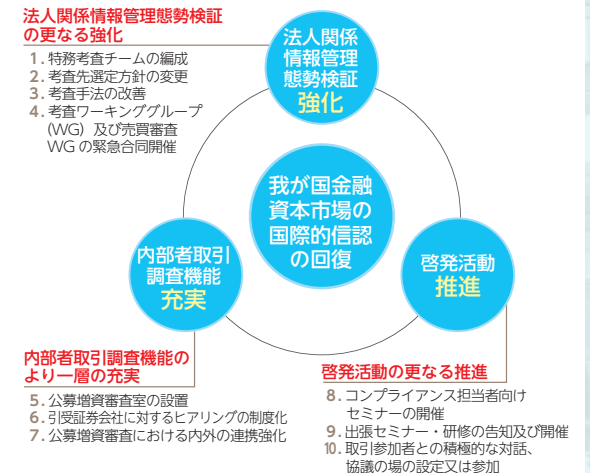 法人関係情報管理態勢検証
の更なる強化
1. 特務考査チームの編成
2. 考査先選定方針の変更
3. 考査手法の改善
4. 考査ワーキンググループ
(WG) 及び売買審査
WG の緊急合同開催
法人関係
情報管理
態勢検証
強化
我が国金融
資本市場の
国際的信認
の回復
内部者取引
調査機能
充実
啓発活動
推進
内部者取引調査機能の
より一層の充実
5. 公募増資審査室の設置
6. 引受証券会社に対するヒアリングの制度化
7. 公募増資審査における内外の連携強化
啓発活動の更なる推進
8. コンプライアンス担当者向け
セミナーの開催
9. 出張セミナー・研修の告知及び開催
10. 取引参加者との積極的な対話、
協議の場の設定又は参加